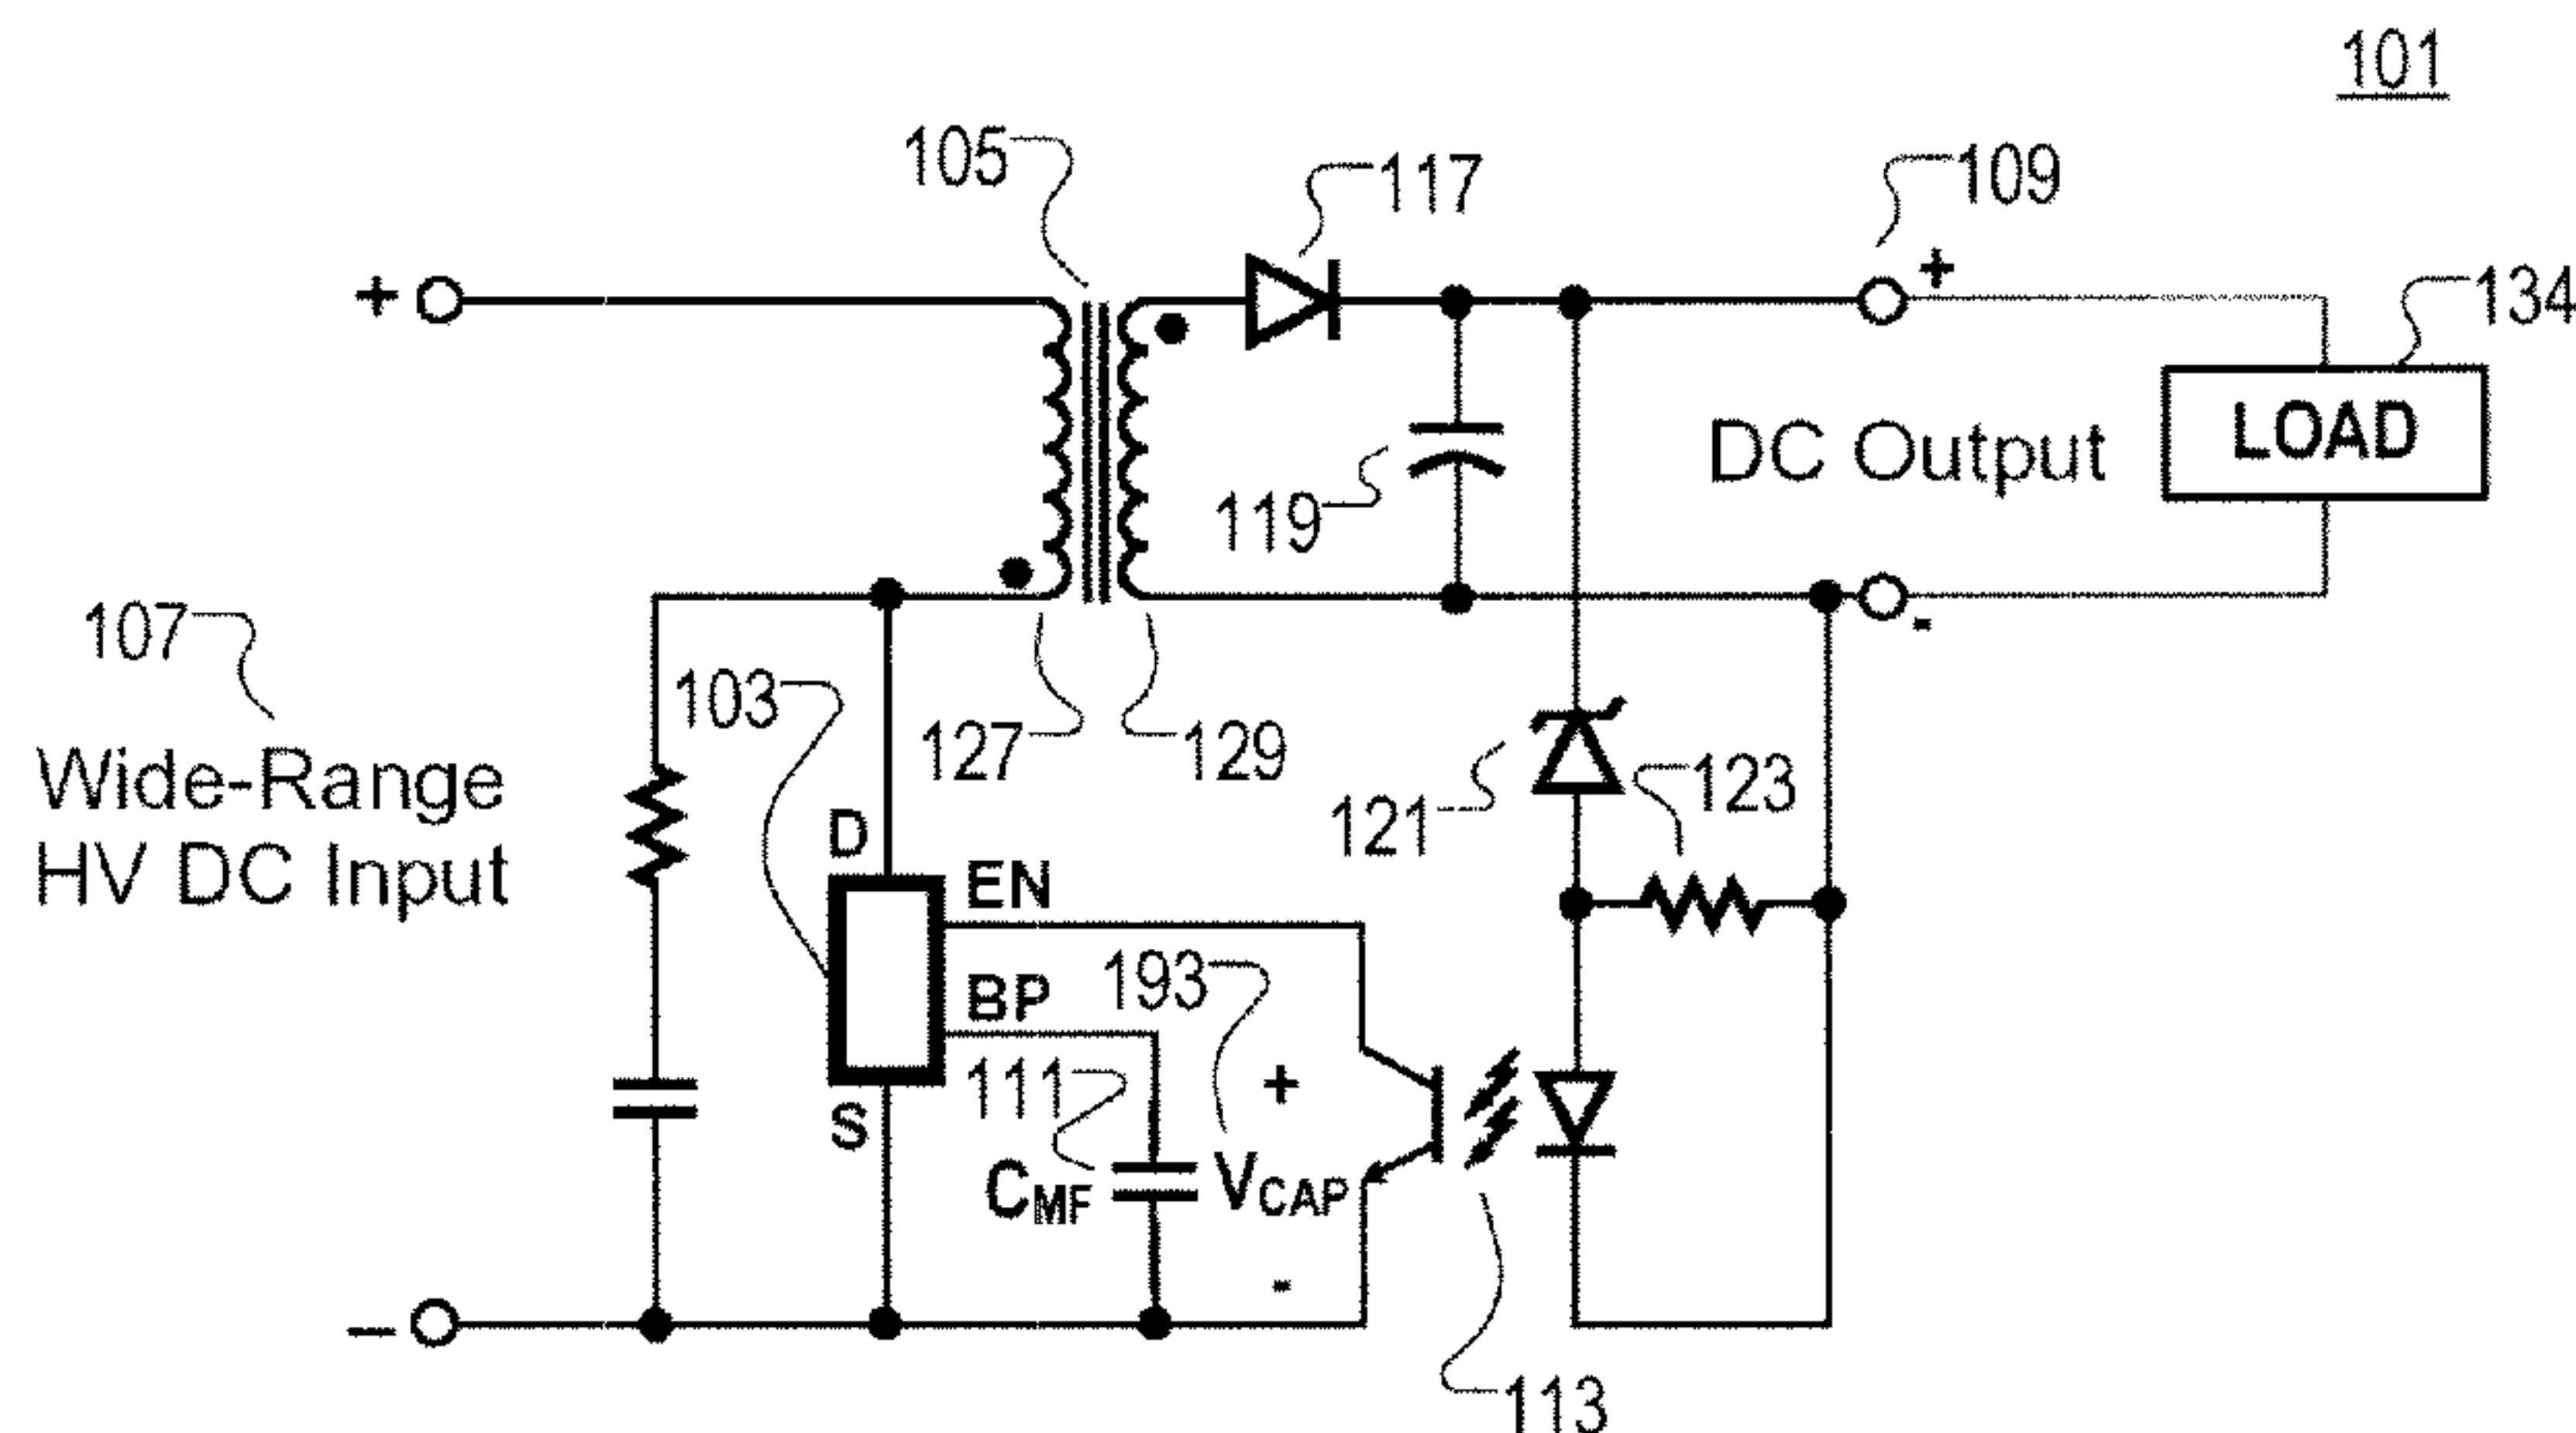 101
105
117
109
+
+
134
LOAD
DC Output
119
-
107
103
127
129
Wide-Range
HV DC Input
121
123
D
EN
193
BP
111
+
S
CMF
VCAP
-
–
113